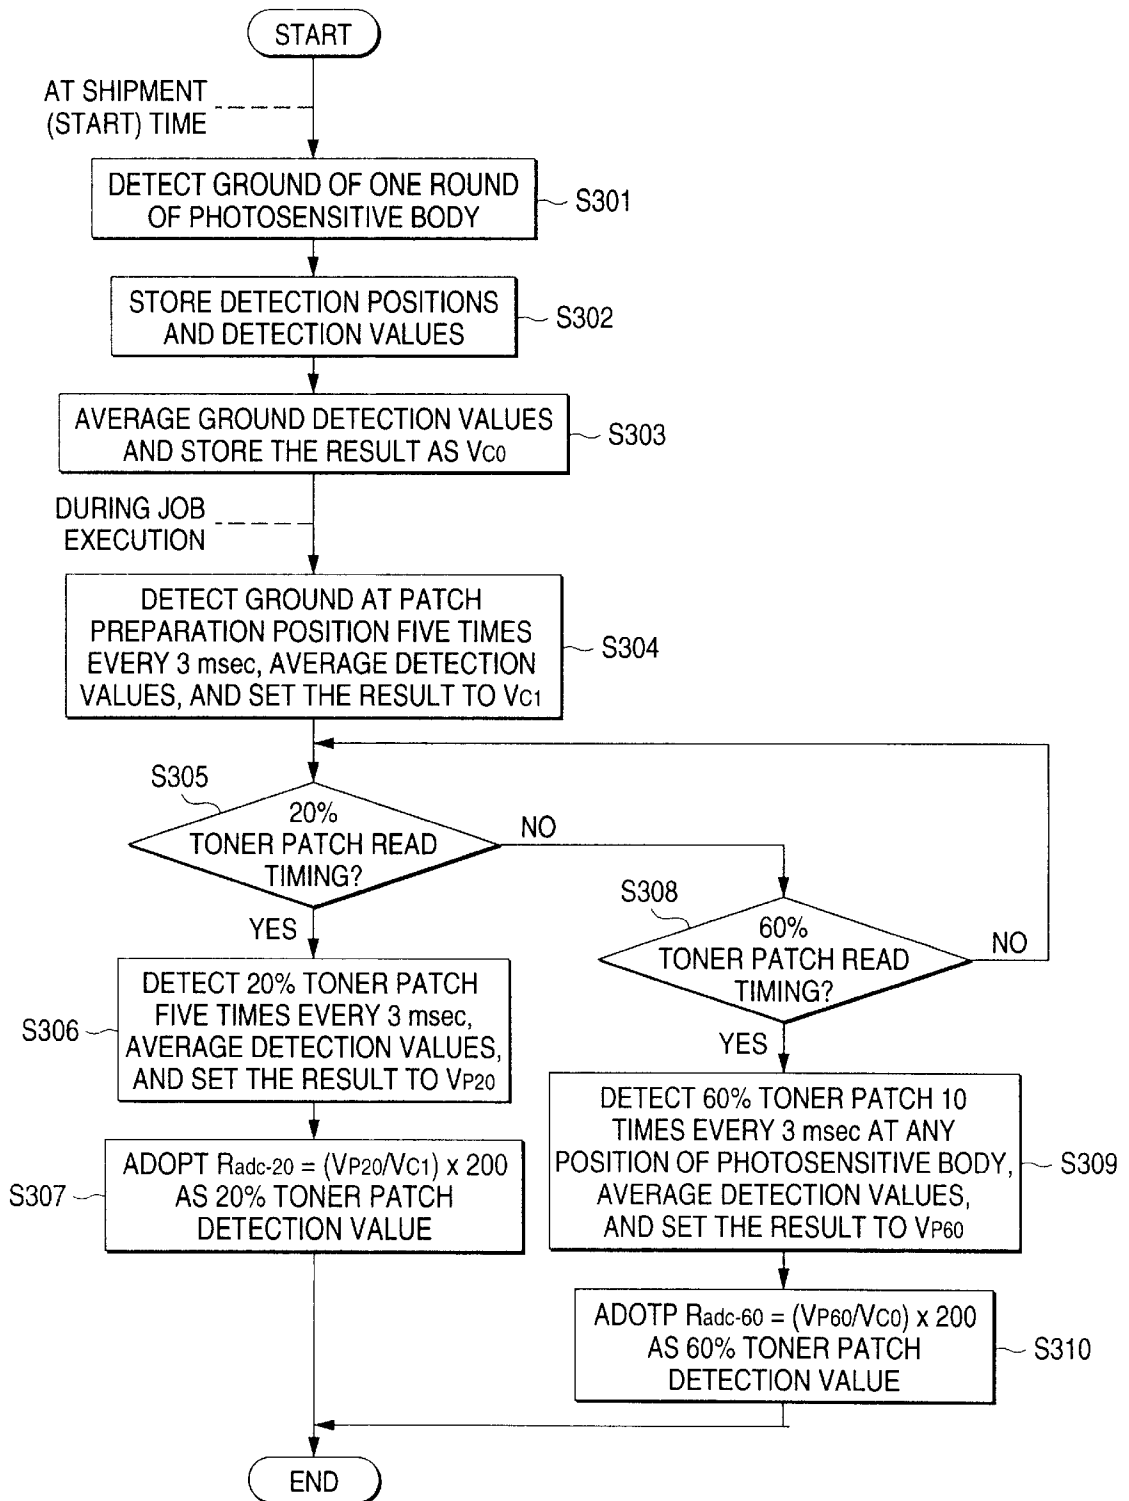 START
AT SHIPMENT
(START) TIME
DETECT GROUND OF ONE ROUND
OF PHOTOSENSITIVE BODY
S301
STORE DETECTION POSITIONS
AND DETECTION VALUES
S302
AVERAGE GROUND DETECTION VALUES
AND STORE THE RESULT AS VC0
S303
DURING JOB
EXECUTION
DETECT GROUND AT PATCH
PREPARATION POSITION FIVE TIMES
EVERY 3 msec, AVERAGE DETECTION
VALUES, AND SET THE RESULT TO VC1
S304
S305
20%
TONER PATCH READ
TIMING?
NO
YES
S308
60%
TONER PATCH READ
TIMING?
NO
YES
DETECT 20% TONER PATCH
FIVE TIMES EVERY 3 msec,
AVERAGE DETECTION VALUES,
AND SET THE RESULT TO VP20
S306
ADOPT Radc-20 = (VP20/VC1) x 200
AS 20% TONER PATCH
DETECTION VALUE
S307
DETECT 60% TONER PATCH 10
TIMES EVERY 3 msec AT ANY
POSITION OF PHOTOSENSITIVE BODY,
AVERAGE DETECTION VALUES,
AND SET THE RESULT TO VP60
S309
ADOTP Radc-60 = (VP60/VC0) x 200
AS 60% TONER PATCH
DETECTION VALUE
S310
END